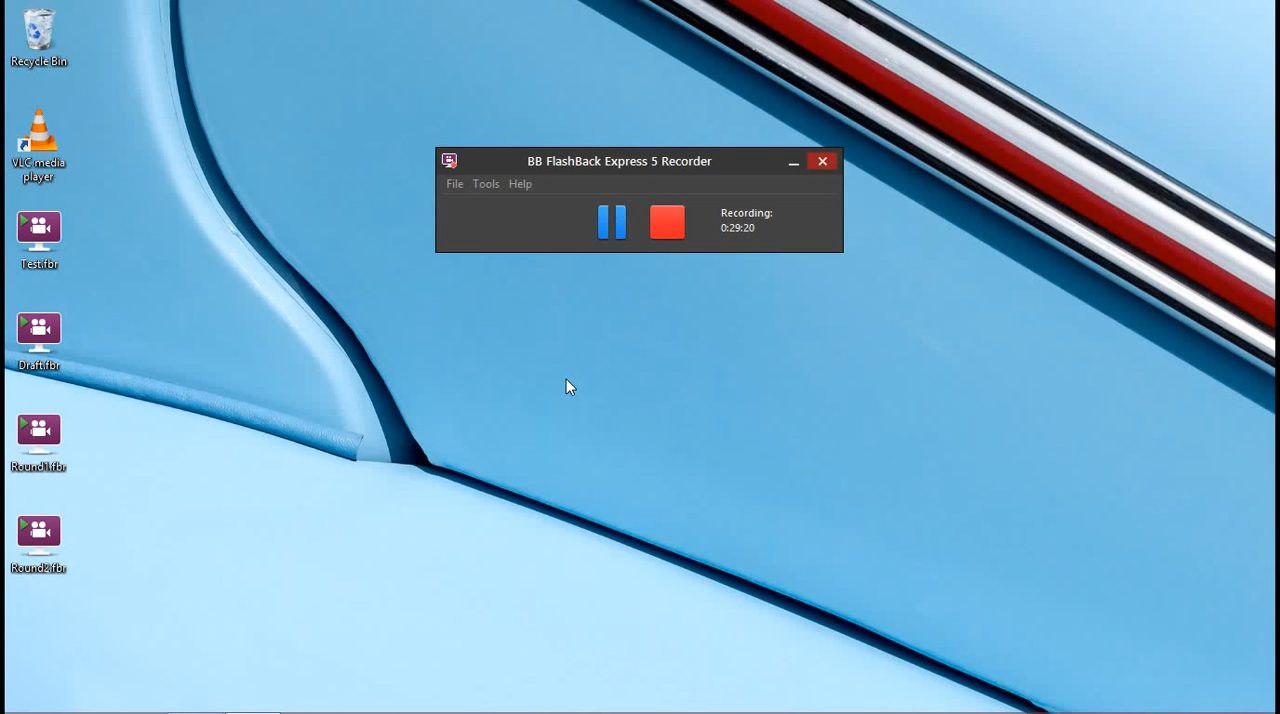 Recycle Bin
VLC media
player
Test.fbr
Draft.fbr
Round1.fbr
Round2.fbr
BB FlashBack Express 5 Recorder
File Tools Help
Recording:
0:29:20